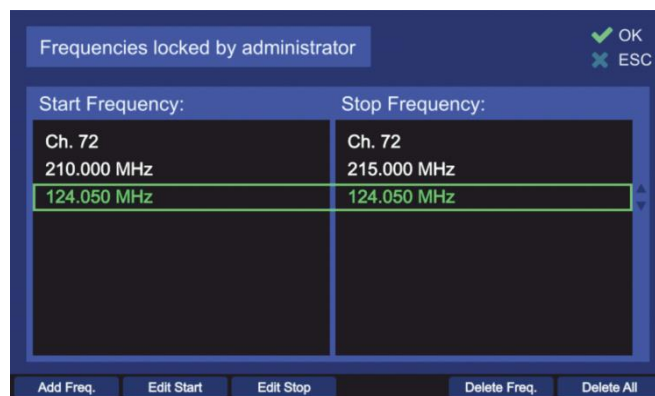 Frequencies locked by administrator
OK
ESC
Start Frequency: Stop Frequency:
Ch. 72 Ch. 72
210.000 MHz 215.000 MHz
124.050 MHz 124.050 MHz
Add Freq. Edit Start Edit Stop Delete Freq. Delete All